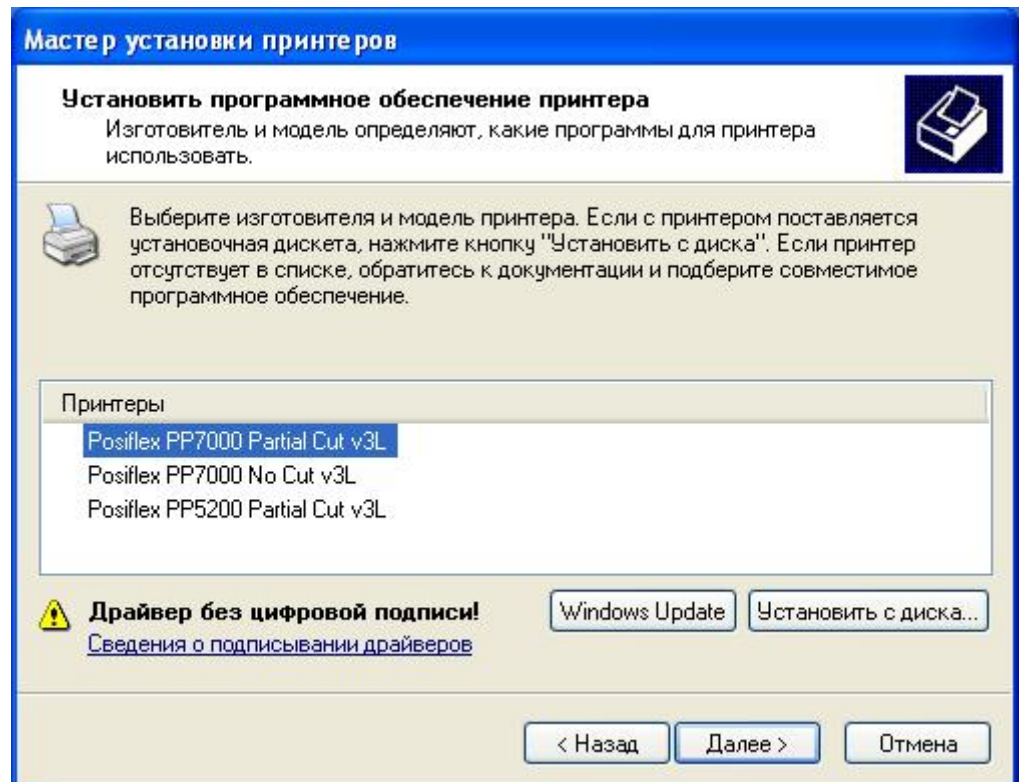 Мастер установки принтеров
Установить программное обеспечение принтера
Изготовитель и модель определяют, какие программы для принтера
использовать.
Выберите изготовителя и модель принтера. Если с принтером поставляется
установочная дискета, нажмите кнопку "Установить с диска". Если принтер
отсутствует в списке, обратитесь к документации и подберите совместимое
программное обеспечение.
Принтеры
Posiflex PP7000 Partial Cut v3L
Posiflex PP7000 No Cut v3L
Posiflex PP5200 Partial Cut v3L
Драйвер без цифровой подписи!
Windows Update
Установить с диска...
Сведения о подписывании драйверов
< Назад
Далее >
Отмена